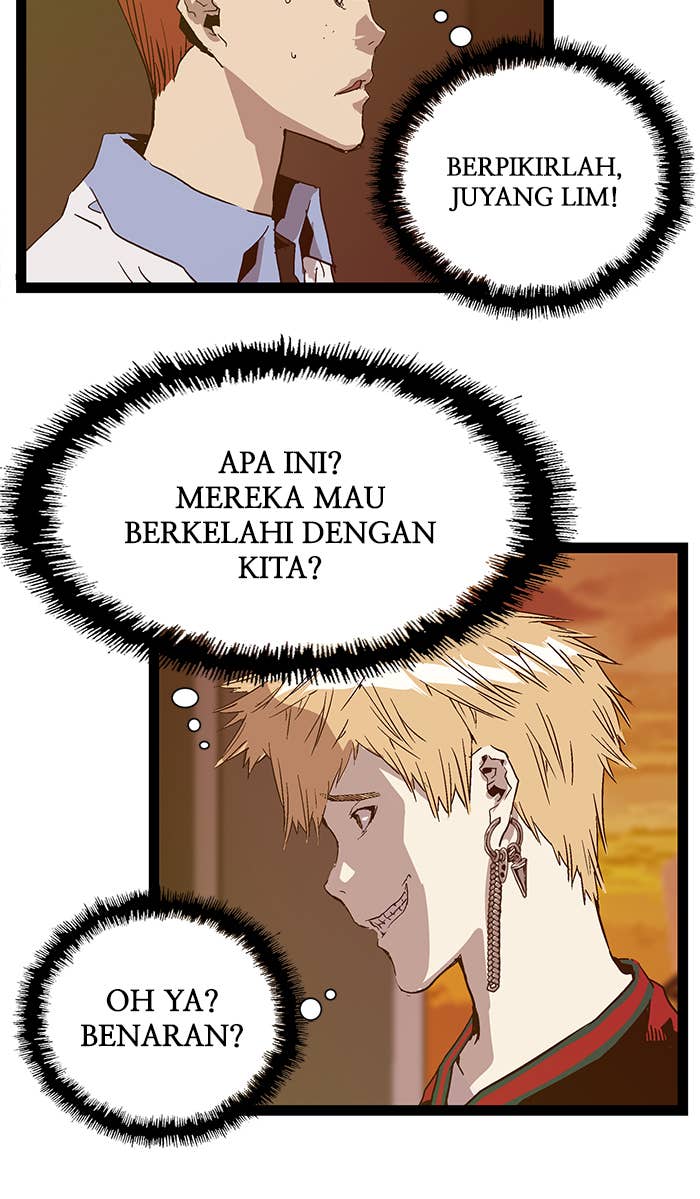 BERPIKIRLAH,
JUYANG LIM!
APA INI?
MEREKA MAU
BERKELAHI DENGAN
KITA?
OH YA?
BENARAN?